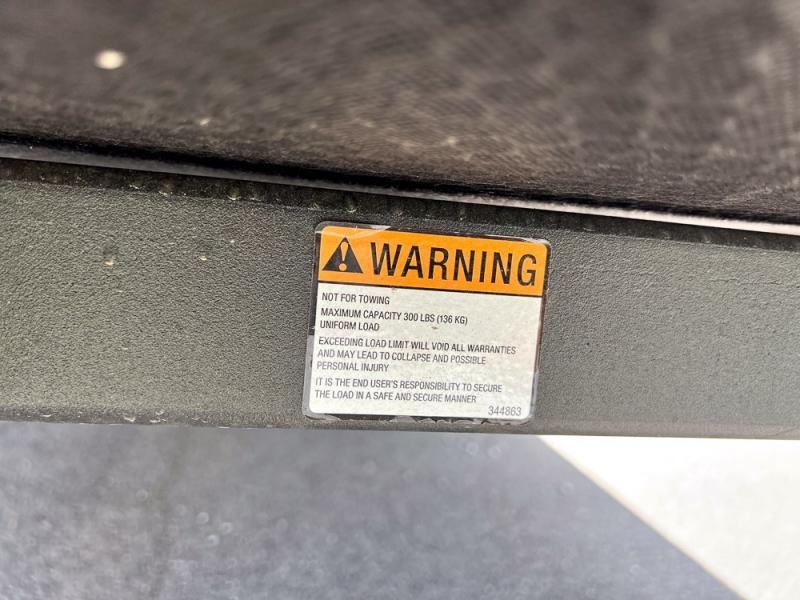 WARNING
NOT FOR TOWING
MAXIMUM CAPACITY 300 LBS (136 KG)
UNIFORM LOAD
EXCEEDING LOAD LIMIT WILL VOID ALL WARRANTIES
AND MAY LEAD TO COLLAPSE AND POSSIBLE
PERSONAL INJURY
IT IS THE END USER'S RESPONSIBILITY TO SECURE
THE LOAD IN A SAFE AND SECURE MANNER
344863